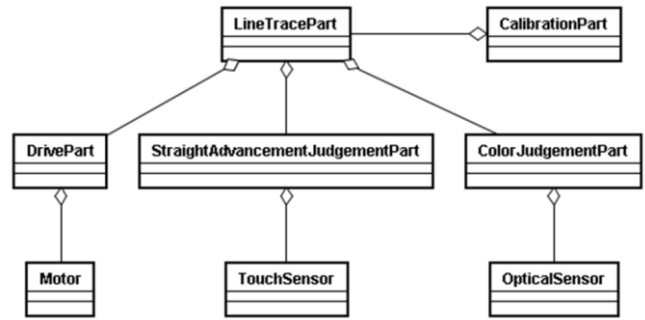 LineTracePart
CalibrationPart
DrivePart
StraightAdvancementJudgementPart
ColorJudgementPart
Motor
TouchSensor
OpticalSensor